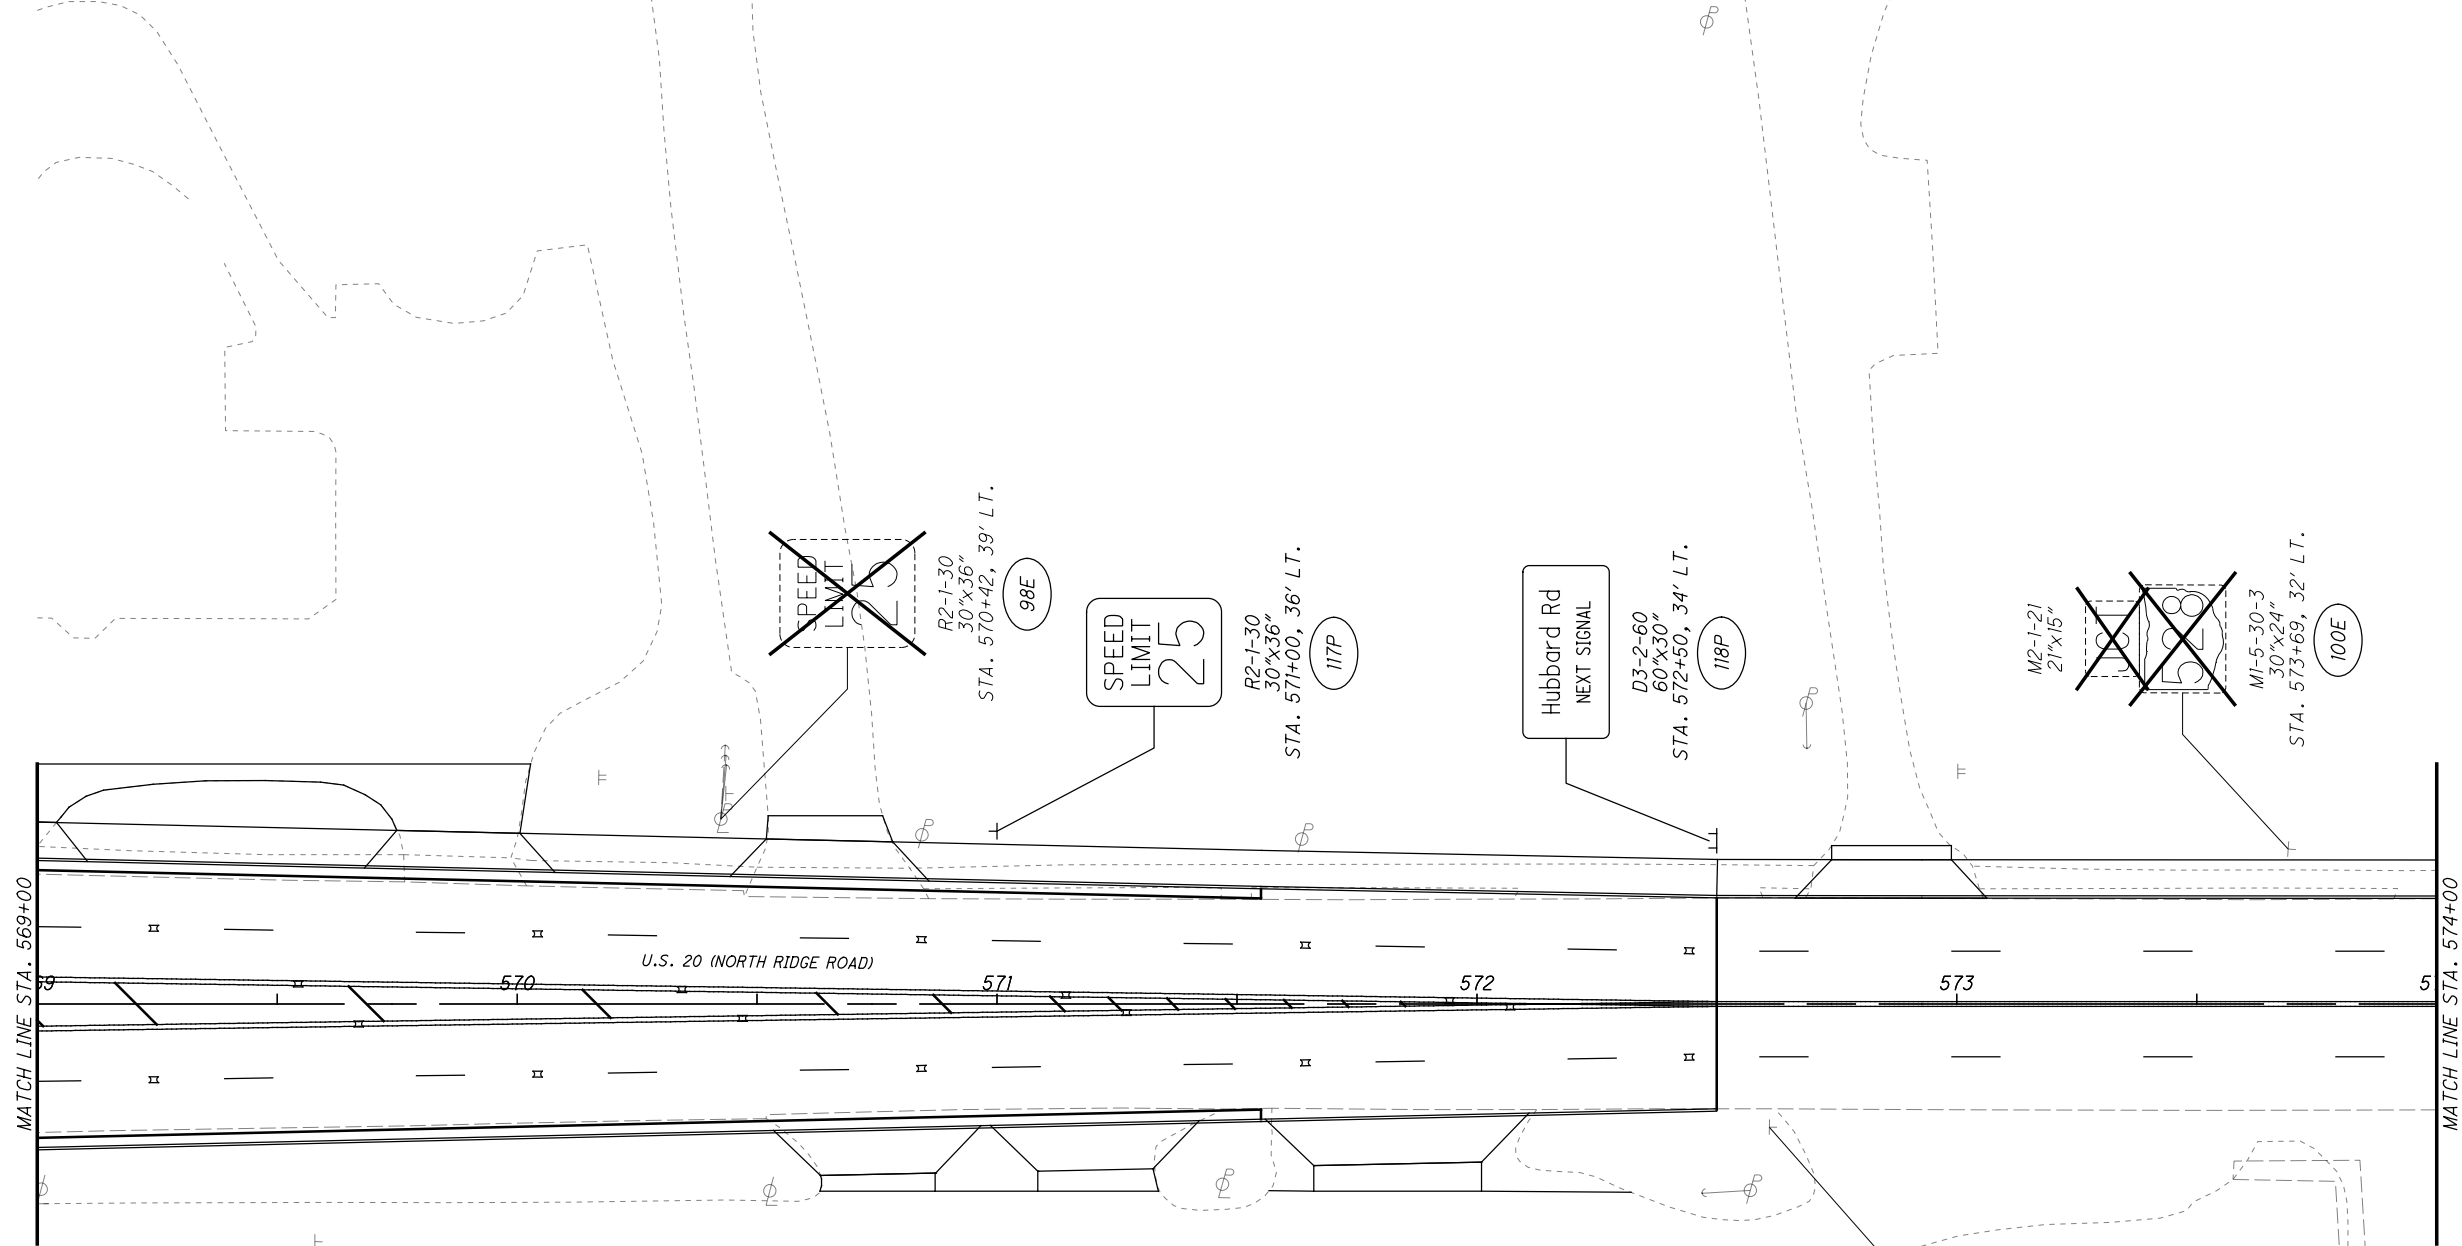 SPEED
LIMIT
25
R2-1-30
30"x36"
STA. 570+42, 39' LT.
98E
SPEED
LIMIT
25
R2-1-30
30"x36"
STA. 571+00, 36' LT.
117P
Hubbard Rd
NEXT SIGNAL
D3-2-60
60"x30"
STA. 572+50, 34' LT.
118P
M2-1-21
21"x15"
JCT
528
M1-5-30-3
30"x24"
STA. 573+69, 32' LT.
100E
MATCH LINE STA. 569+00
U.S. 20 (NORTH RIDGE ROAD)
69
570
571
572
573
5
MATCH LINE STA. 574+00